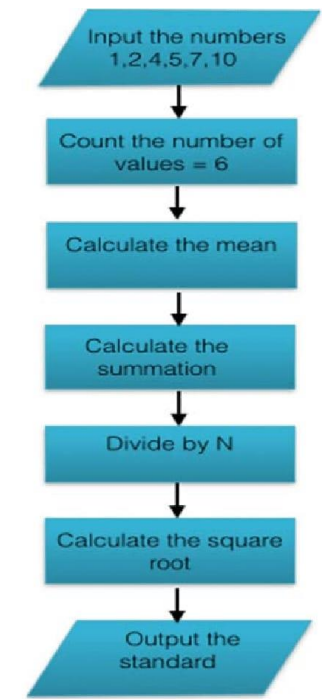 Input the numbers
1,2,4,5,7,10
Count the number of
values = 6
Calculate the mean
Calculate the
summation
Divide by N
Calculate the square
root
Output the
standard